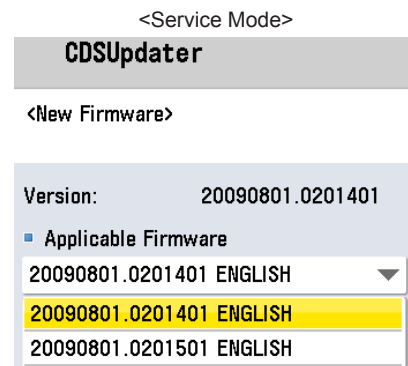 <Service Mode>
CDSUpdater
<New Firmware>
Version: 20090801.0201401
Applicable Firmware
20090801.0201401 ENGLISH
20090801.0201401 ENGLISH
20090801.0201501 ENGLISH